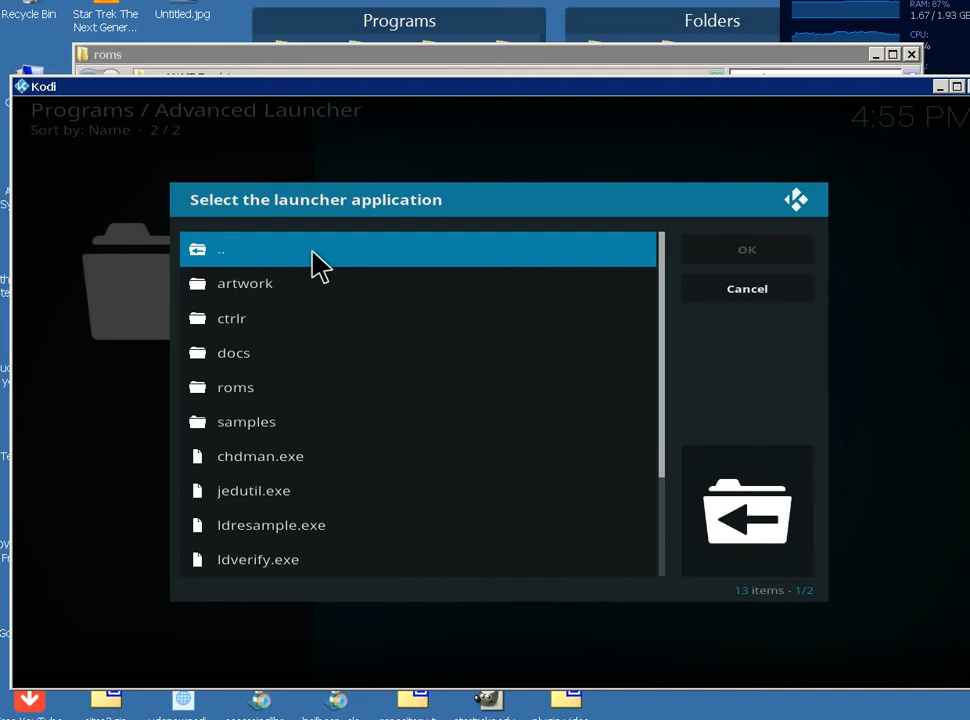 Recycle Bin
Star Trek The
Next Gener...
Untitled.jpg
Programs
Folders
RAM: 87%
1.67 / 1.93 GE
CPU:
%
roms
Kodi
Programs / Advanced Launcher
Sort by: Name · 2 / 2
4:55 PM
Select the launcher application
..
artwork
ctrlr
docs
roms
samples
chdman.exe
jedutil.exe
ldresample.exe
ldverify.exe
OK
Cancel
13 items - 1/2